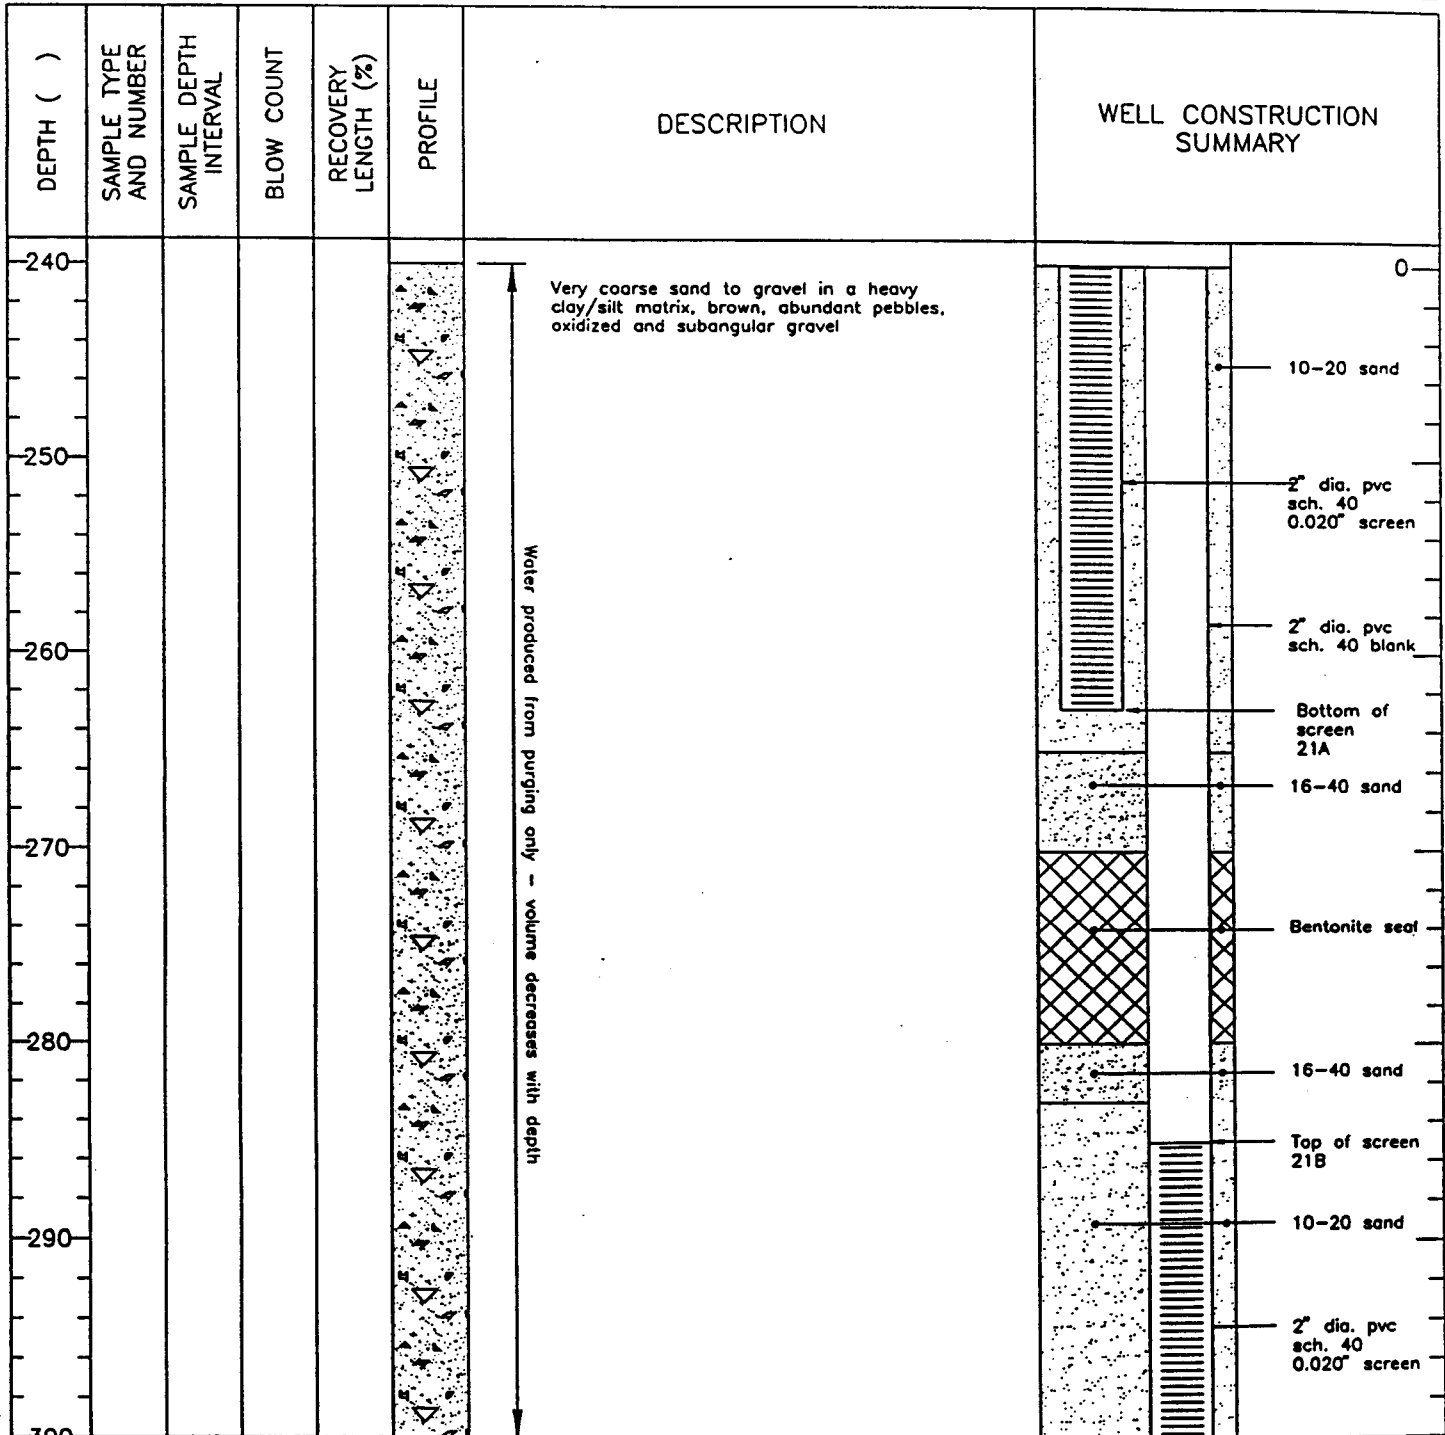 DEPTH ( )
SAMPLE TYPE
AND NUMBER
SAMPLE DEPTH
INTERVAL
BLOW COUNT
RECOVERY
LENGTH (%)
PROFILE
DESCRIPTION
WELL CONSTRUCTION
SUMMARY
240
250
260
270
280
290
300
Very coarse sand to gravel in a heavy
clay/silt matrix, brown, abundant pebbles,
oxidized and subangular gravel
Water produced from purging only – volume decreases with depth
0
10-20 sand
2" dia. pvc
sch. 40
0.020" screen
2" dia. pvc
sch. 40 blank
Bottom of
screen
21A
16-40 sand
Bentonite seal
16-40 sand
Top of screen
21B
10-20 sand
2" dia. pvc
sch. 40
0.020" screen